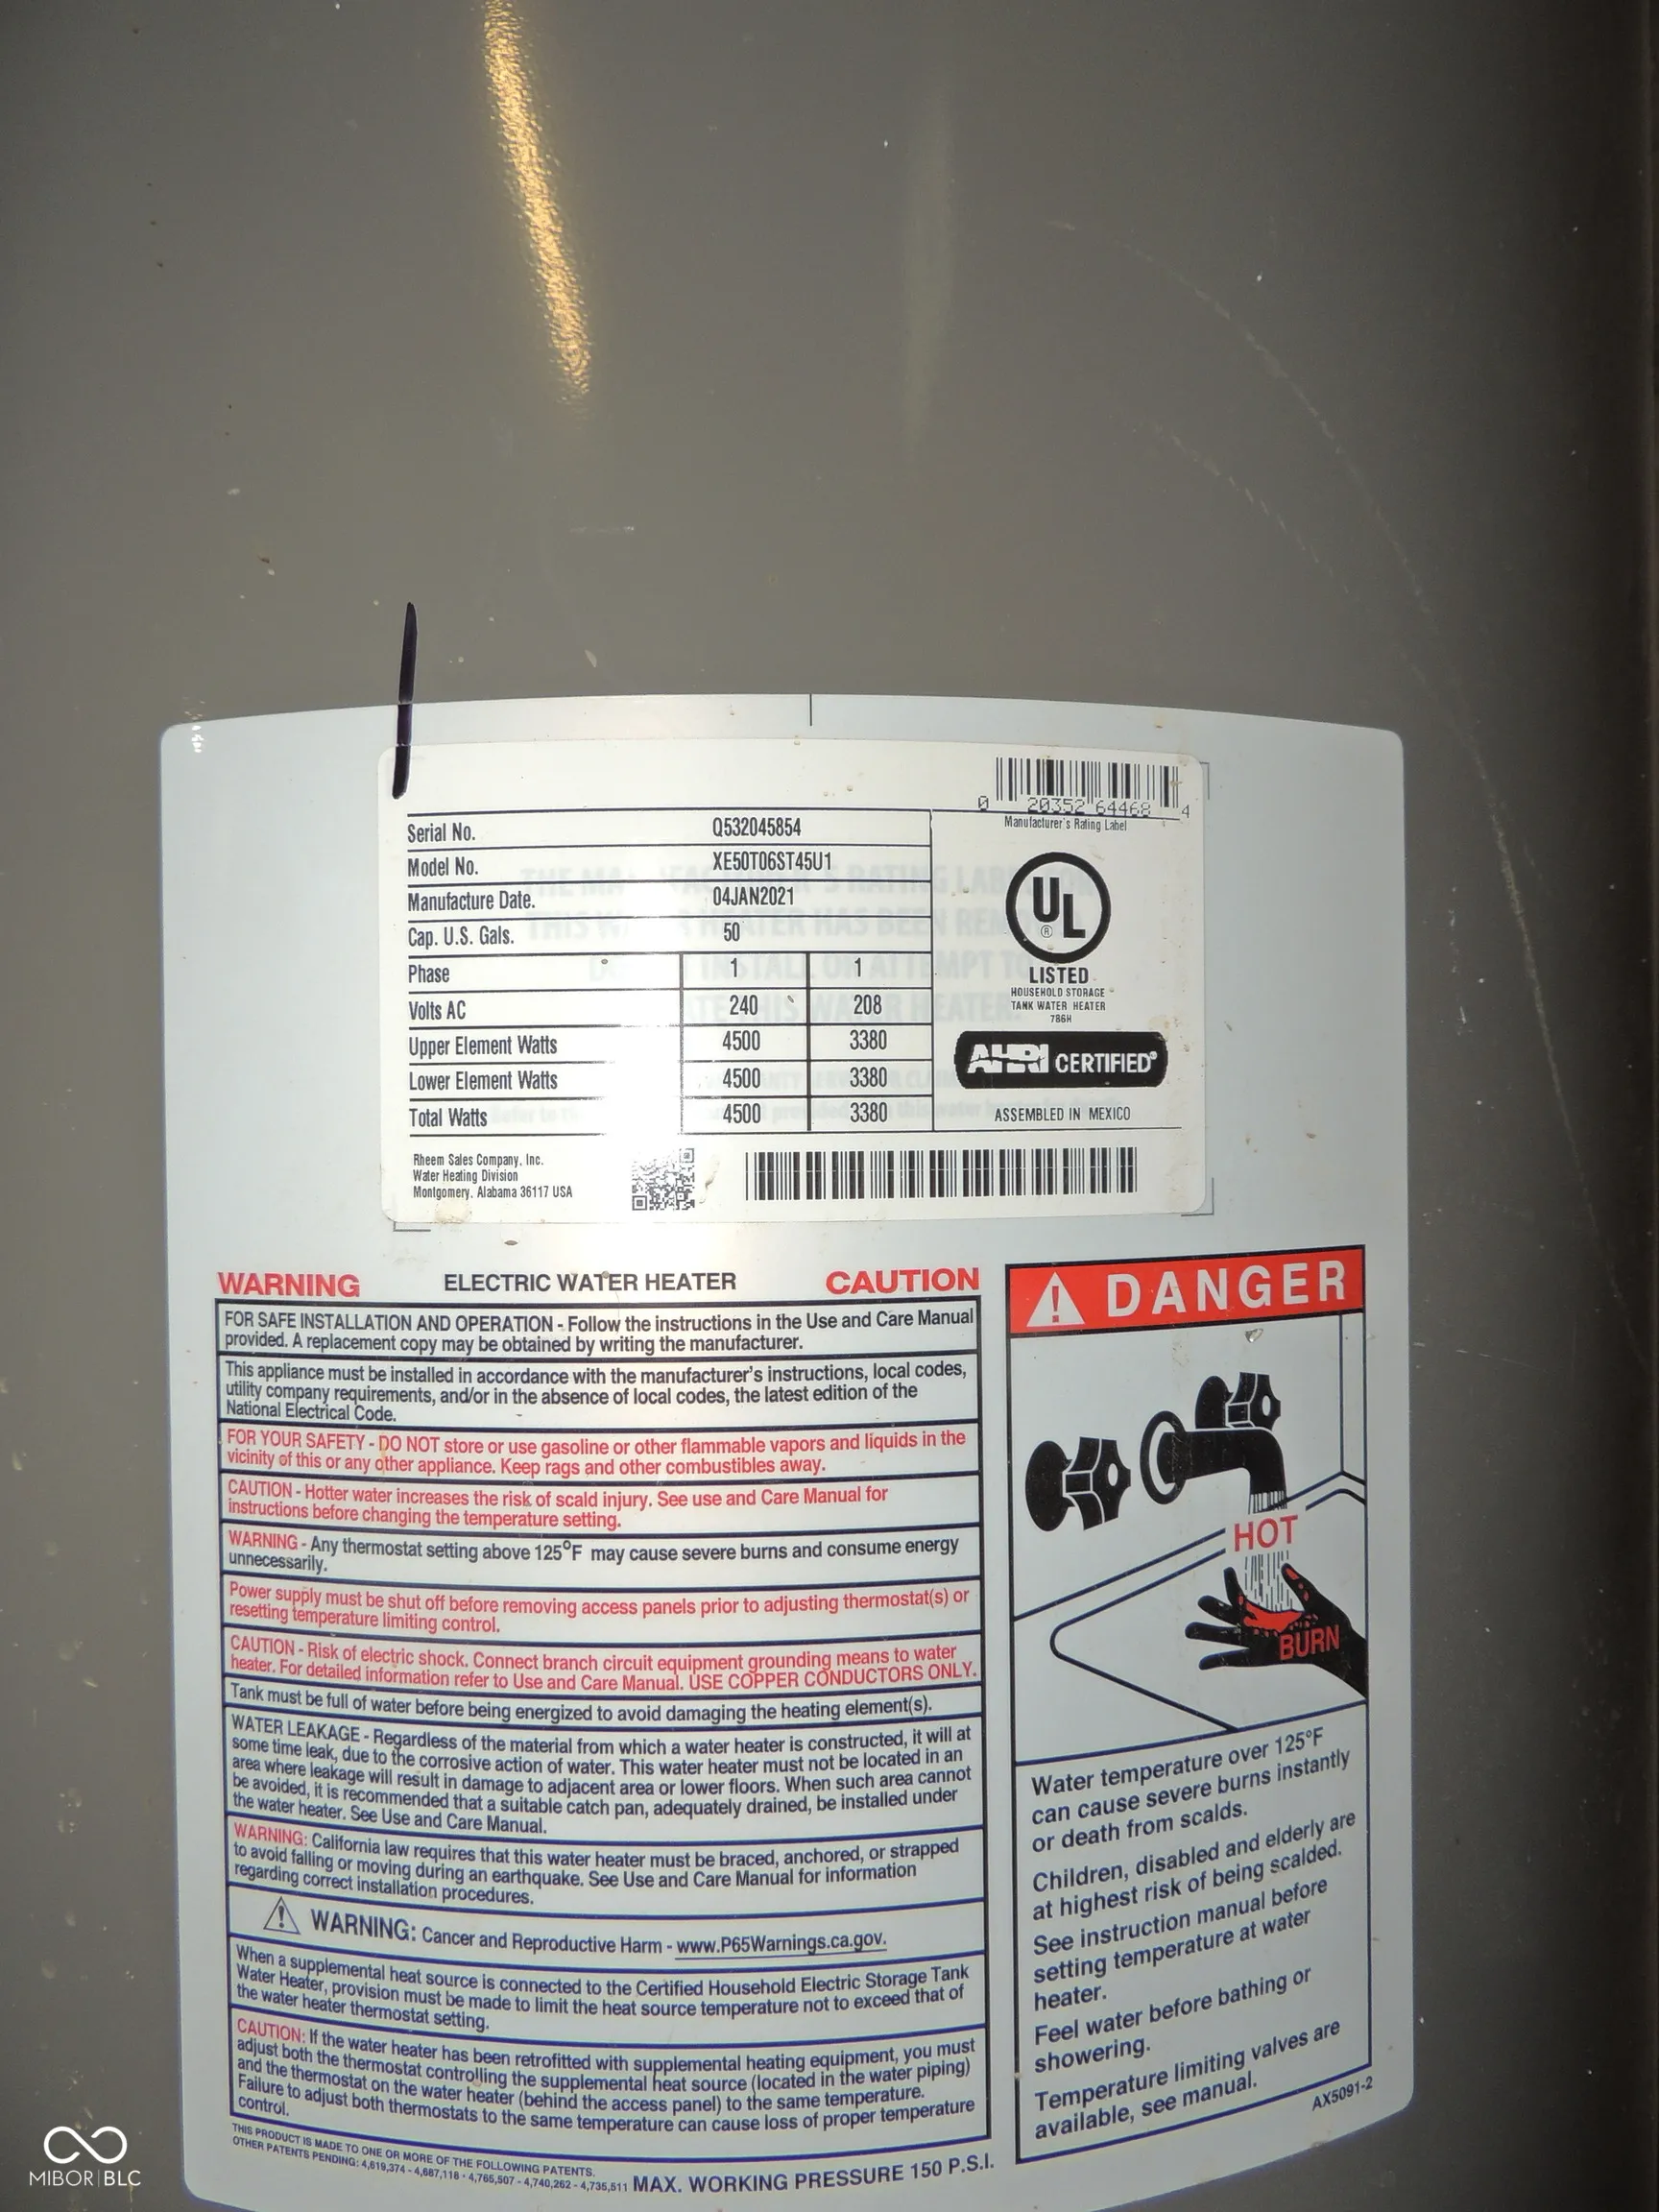 0 20352 64468 4
Manufacturer's Rating Label
Serial No. Q532045854
Model No. XE50T06ST45U1
Manufacture Date. 04JAN2021
Cap. U.S. Gals. 50
Phase 1 1
Volts AC 240 208
Upper Element Watts 4500 3380
Lower Element Watts 4500 3380
Total Watts 4500 3380
UL
®
LISTED
HOUSEHOLD STORAGE
TANK WATER HEATER
786H
AHRI CERTIFIED®
ASSEMBLED IN MEXICO
Rheem Sales Company, Inc.
Water Heating Division
Montgomery, Alabama 36117 USA
WARNING ELECTRIC WATER HEATER CAUTION
FOR SAFE INSTALLATION AND OPERATION - Follow the instructions in the Use and Care Manual
provided. A replacement copy may be obtained by writing the manufacturer.
This appliance must be installed in accordance with the manufacturer's instructions, local codes,
utility company requirements, and/or in the absence of local codes, the latest edition of the
National Electrical Code.
FOR YOUR SAFETY - DO NOT store or use gasoline or other flammable vapors and liquids in the
vicinity of this or any other appliance. Keep rags and other combustibles away.
CAUTION - Hotter water increases the risk of scald injury. See use and Care Manual for
instructions before changing the temperature setting.
WARNING - Any thermostat setting above 125°F may cause severe burns and consume energy
unnecessarily.
Power supply must be shut off before removing access panels prior to adjusting thermostat(s) or
resetting temperature limiting control.
CAUTION - Risk of electric shock. Connect branch circuit equipment grounding means to water
heater. For detailed information refer to Use and Care Manual. USE COPPER CONDUCTORS ONLY.
Tank must be full of water before being energized to avoid damaging the heating element(s).
WATER LEAKAGE - Regardless of the material from which a water heater is constructed, it will at
some time leak, due to the corrosive action of water. This water heater must not be located in an
area where leakage will result in damage to adjacent area or lower floors. When such area cannot
be avoided, it is recommended that a suitable catch pan, adequately drained, be installed under
the water heater. See Use and Care Manual.
WARNING: California law requires that this water heater must be braced, anchored, or strapped
to avoid falling or moving during an earthquake. See Use and Care Manual for information
regarding correct installation procedures.
WARNING: Cancer and Reproductive Harm - www.P65Warnings.ca.gov.
When a supplemental heat source is connected to the Certified Household Electric Storage Tank
Water Heater, provision must be made to limit the heat source temperature not to exceed that of
the water heater thermostat setting.
CAUTION: If the water heater has been retrofitted with supplemental heating equipment, you must
adjust both the thermostat controlling the supplemental heat source (located in the water piping)
and the thermostat on the water heater (behind the access panel) to the same temperature.
Failure to adjust both thermostats to the same temperature can cause loss of proper temperature
control.
THIS PRODUCT IS MADE TO ONE OR MORE OF THE FOLLOWING PATENTS.
OTHER PATENTS PENDING: 4,619,374 - 4,687,118 - 4,765,507 - 4,740,262 - 4,735,511
MAX. WORKING PRESSURE 150 P.S.I.
DANGER
HOT
BURN
Water temperature over 125°F
can cause severe burns instantly
or death from scalds.
Children, disabled and elderly are
at highest risk of being scalded.
See instruction manual before
setting temperature at water
heater.
Feel water before bathing or
showering.
Temperature limiting valves are
available, see manual.
AX5091-2
MIBOR|BLC